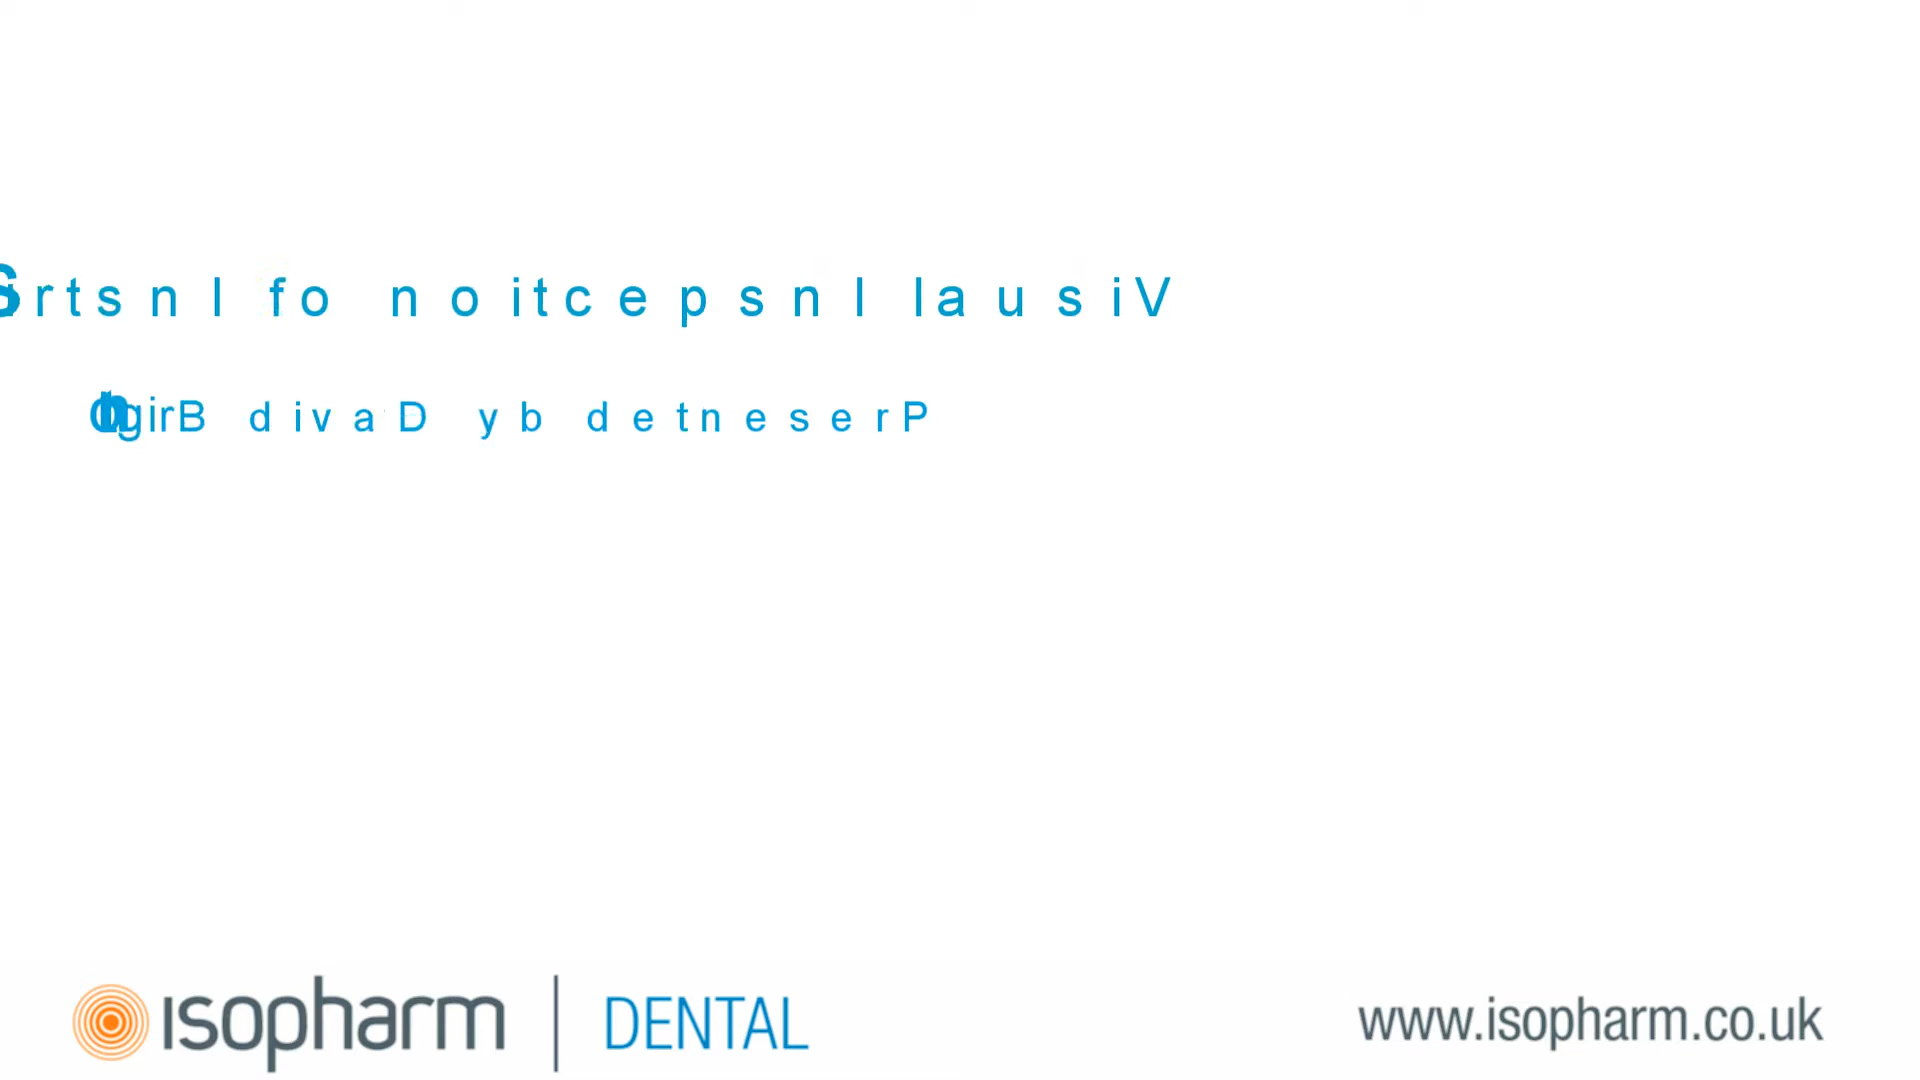 rtsnI fo noitcepsnI lausiV
girB divaD yb detneserP
isopharm | DENTAL
www.isopharm.co.uk